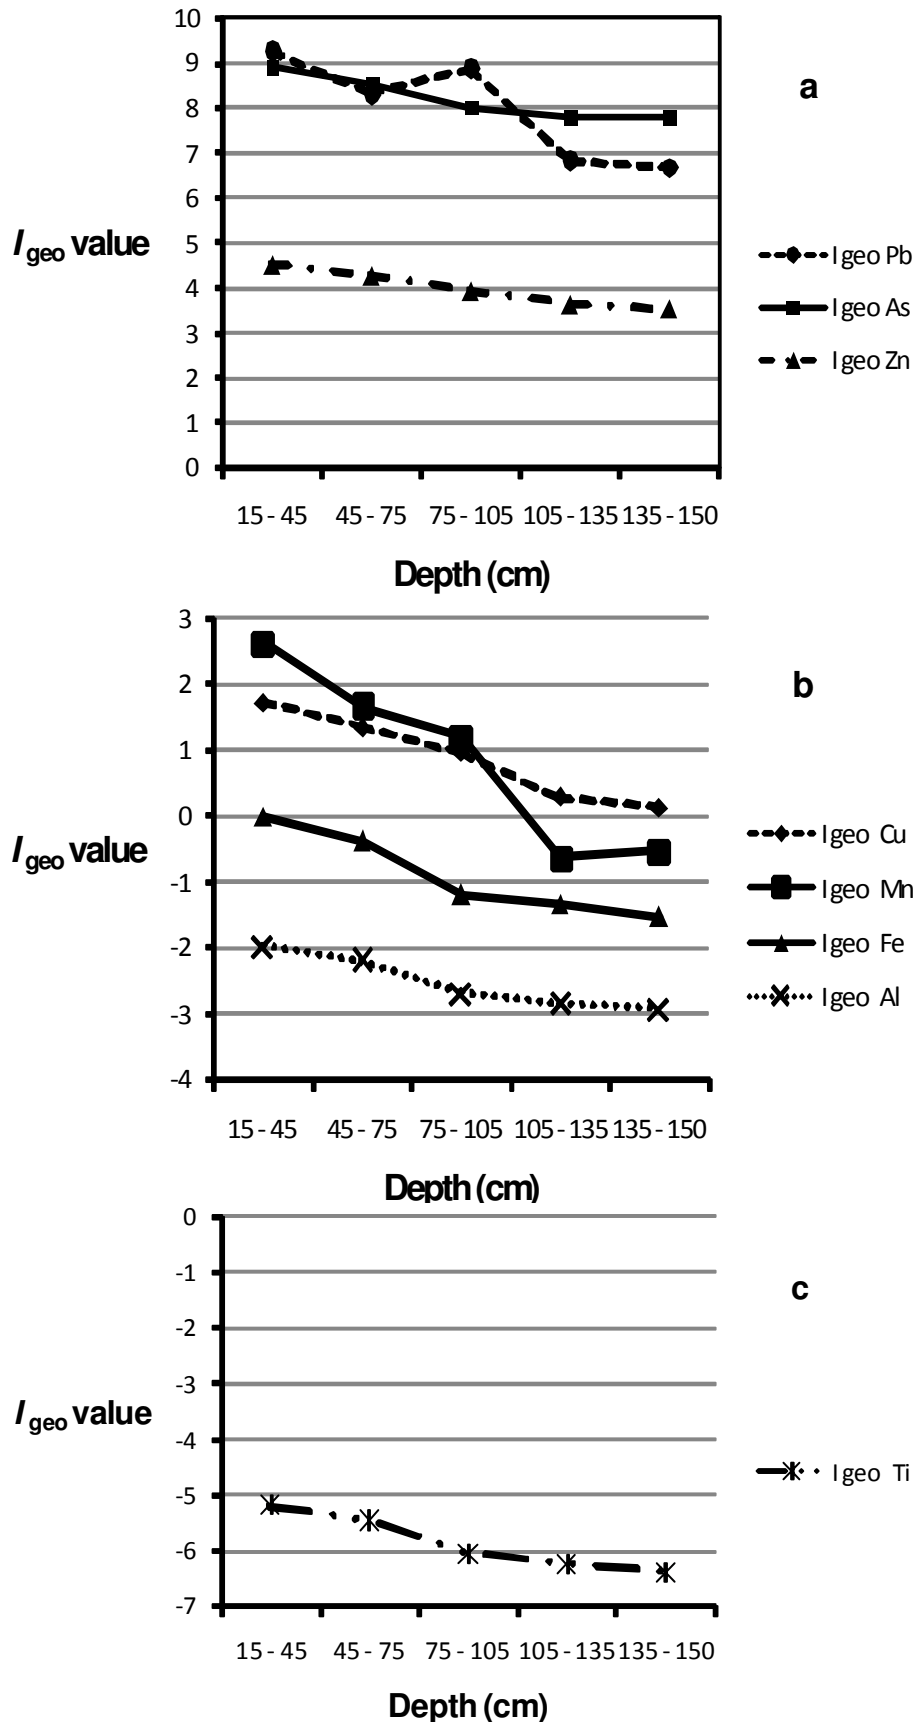 10
9
8
7
6
5
4
3
2
1
0
a
Igeo value
Igeo Pb
Igeo As
Igeo Zn
15 - 45 45 - 75 75 - 105 105 - 135 135 - 150
Depth (cm)
3
2
1
0
-1
-2
-3
-4
b
Igeo value
Igeo Cu
Igeo Mn
Igeo Fe
Igeo Al
15 - 45 45 - 75 75 - 105 105 - 135 135 - 150
Depth (cm)
0
-1
-2
-3
-4
-5
-6
-7
c
Igeo value
Igeo Ti
15 - 45 45 - 75 75 - 105 105 - 135 135 - 150
Depth (cm)